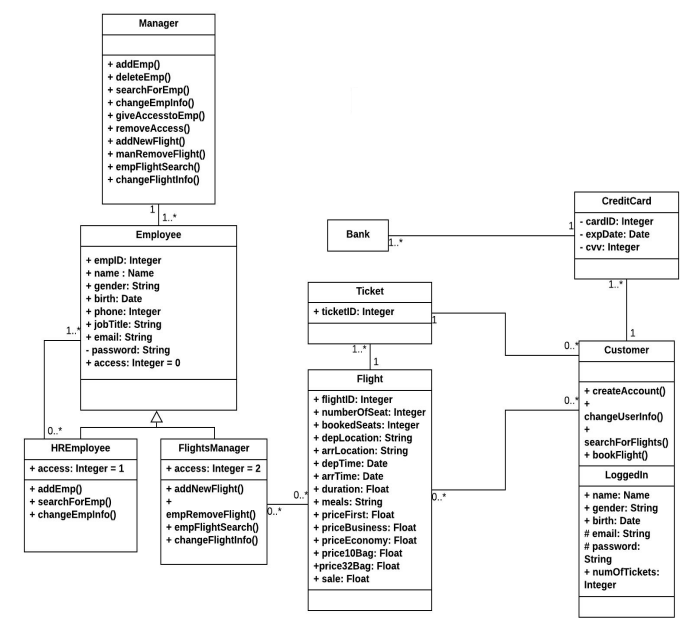 Manager
+ addEmp()
+ deleteEmp()
+ searchForEmp()
+ changeEmpInfo()
+ giveAccesstoEmp()
+ removeAccess()
+ addNewFlight()
+ manRemoveFlight()
+ empFlightSearch()
+ changeFlightInfo()
1
1..*
Employee
+ empID: Integer
+ name : Name
+ gender: String
+ birth: Date
+ phone: Integer
+ jobTitle: String
+ email: String
- password: String
+ access: Integer = 0
1..*
0..*
HREmployee
+ access: Integer = 1
+ addEmp()
+ searchForEmp()
+ changeEmpInfo()
FlightsManager
+ access: Integer = 2
+ addNewFlight()
+
empRemoveFlight()
+ empFlightSearch()
+ changeFlightInfo()
0..*
0..*
Bank
1..*
1
CreditCard
- cardID: Integer
- expDate: Date
- cvv: Integer
1..*
1
Ticket
+ ticketID: Integer
1
0..*
1..*
1
Flight
+ flightID: Integer
+ numberOfSeat: Integer
+ bookedSeats: Integer
+ depLocation: String
+ arrLocation: String
+ depTime: Date
+ arrTime: Date
+ duration: Float
+ meals: String
+ priceFirst: Float
+ priceBusiness: Float
+ priceEconomy: Float
+ price10Bag: Float
+price32Bag: Float
+ sale: Float
0..*
0..*
Customer
+ createAccount()
+
changeUserInfo()
+
searchForFlights()
+ bookFlight()
LoggedIn
+ name: Name
+ gender: String
+ birth: Date
# email: String
# password:
String
+ numOfTickets:
Integer